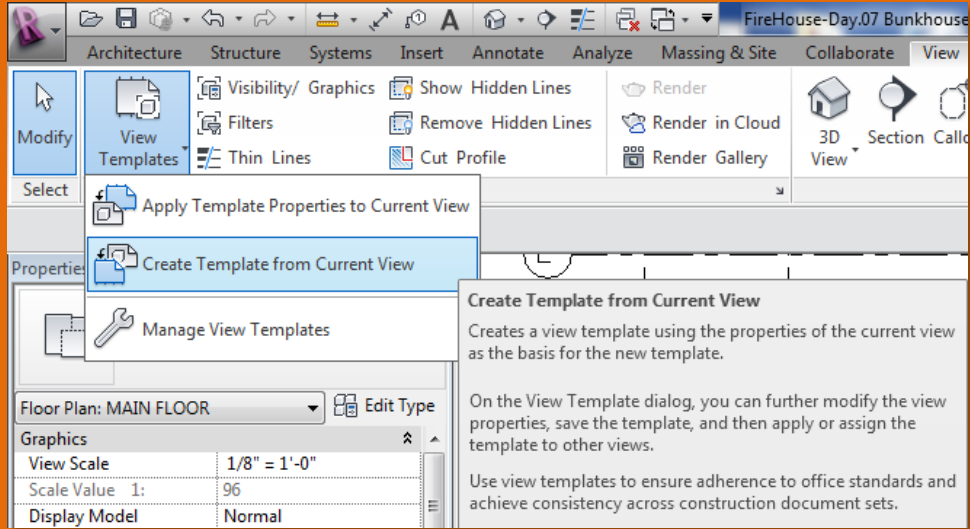 FireHouse-Day.07 Bunkhouse
Architecture Structure Systems Insert Annotate Analyze Massing & Site Collaborate View
Modify
View
Templates
Visibility/ Graphics
Filters
Thin Lines
Show Hidden Lines
Remove Hidden Lines
Cut Profile
Render
Render in Cloud
Render Gallery
3D
View
Section
Select
Apply Template Properties to Current View
Create Template from Current View
Manage View Templates
Properties
Create Template from Current View
Creates a view template using the properties of the current view
as the basis for the new template.
On the View Template dialog, you can further modify the view
properties, save the template, and then apply or assign the
template to other views.
Use view templates to ensure adherence to office standards and
achieve consistency across construction document sets.
Floor Plan: MAIN FLOOR
Edit Type
Graphics
View Scale 1/8" = 1'-0"
Scale Value 1: 96
Display Model Normal